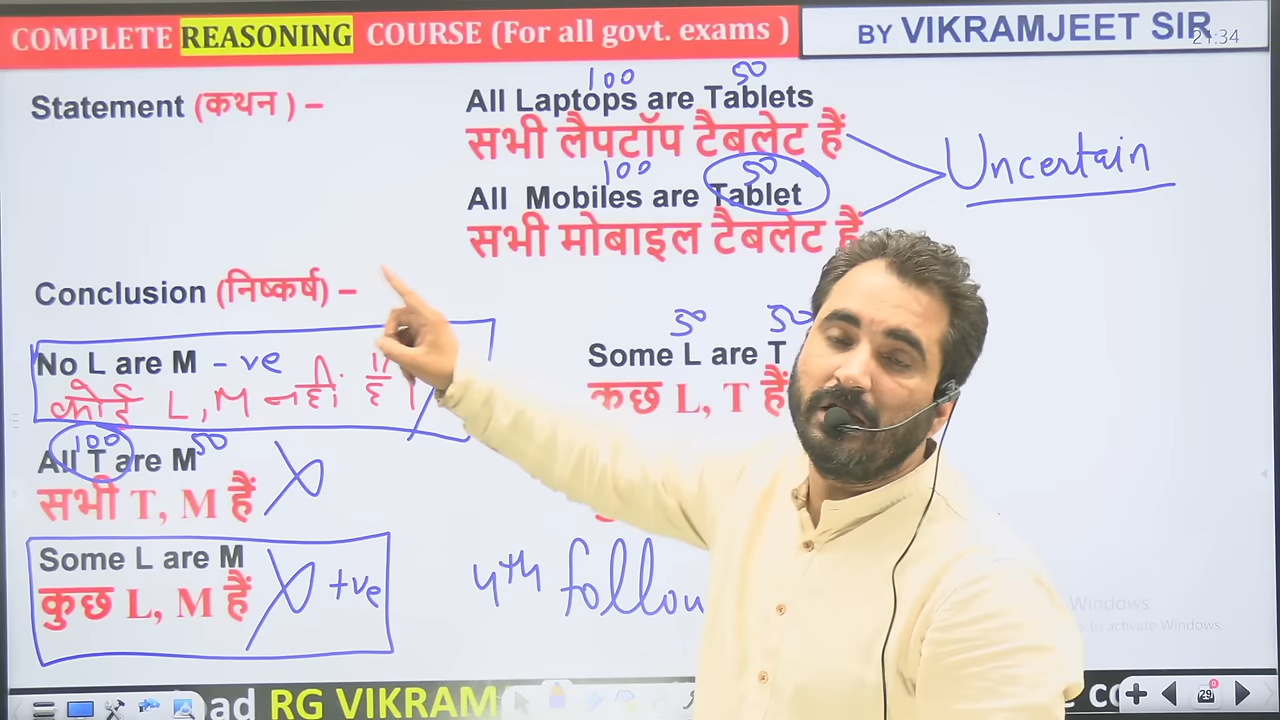 COMPLETE REASONING COURSE (For all govt. exams )
BY VIKRAMJEET SIR
21:34
Statement (कथन ) –
100 50
All Laptops are Tablets
सभी लैपटॉप टैबलेट हैं
Uncertain
100 50
All Mobiles are Tablet
सभी मोबाइल टैबलेट हैं
Conclusion (निष्कर्ष) –
No L are M - ve
कोई L, M नहीं है।
50 50
Some L are T
कुछ L, T हैं
100 50
All T are M
सभी T, M हैं
Some L are M
कुछ L, M हैं +ve
4th follow
Windows
s to activate Windows.
ad RG VIKRAM
29